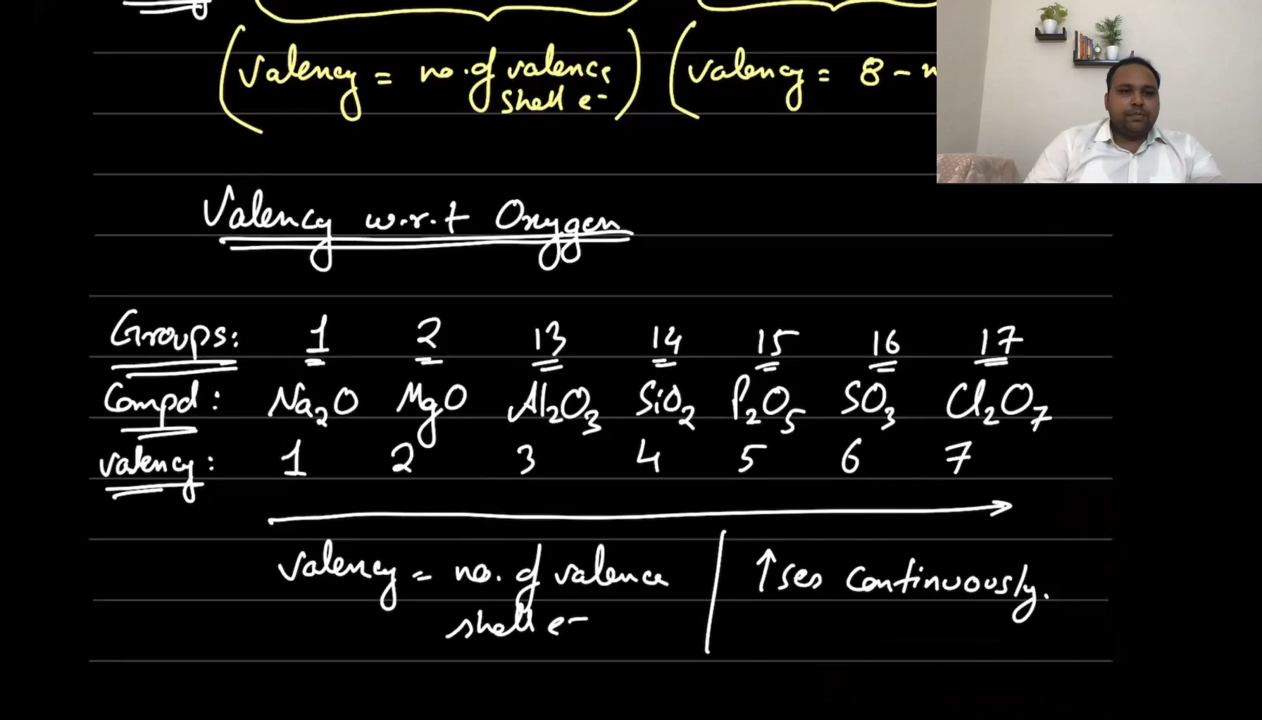 (valency = no. of valence shell e-) (valency = 8 - n
Valency w.r.t Oxygen
Groups: 1 2 13 14 15 16 17
Compd: Na2O MgO Al2O3 SiO2 P2O5 SO3 Cl2O7
valency: 1 2 3 4 5 6 7
valency = no. of valence shell e- | ↑ses continuously.